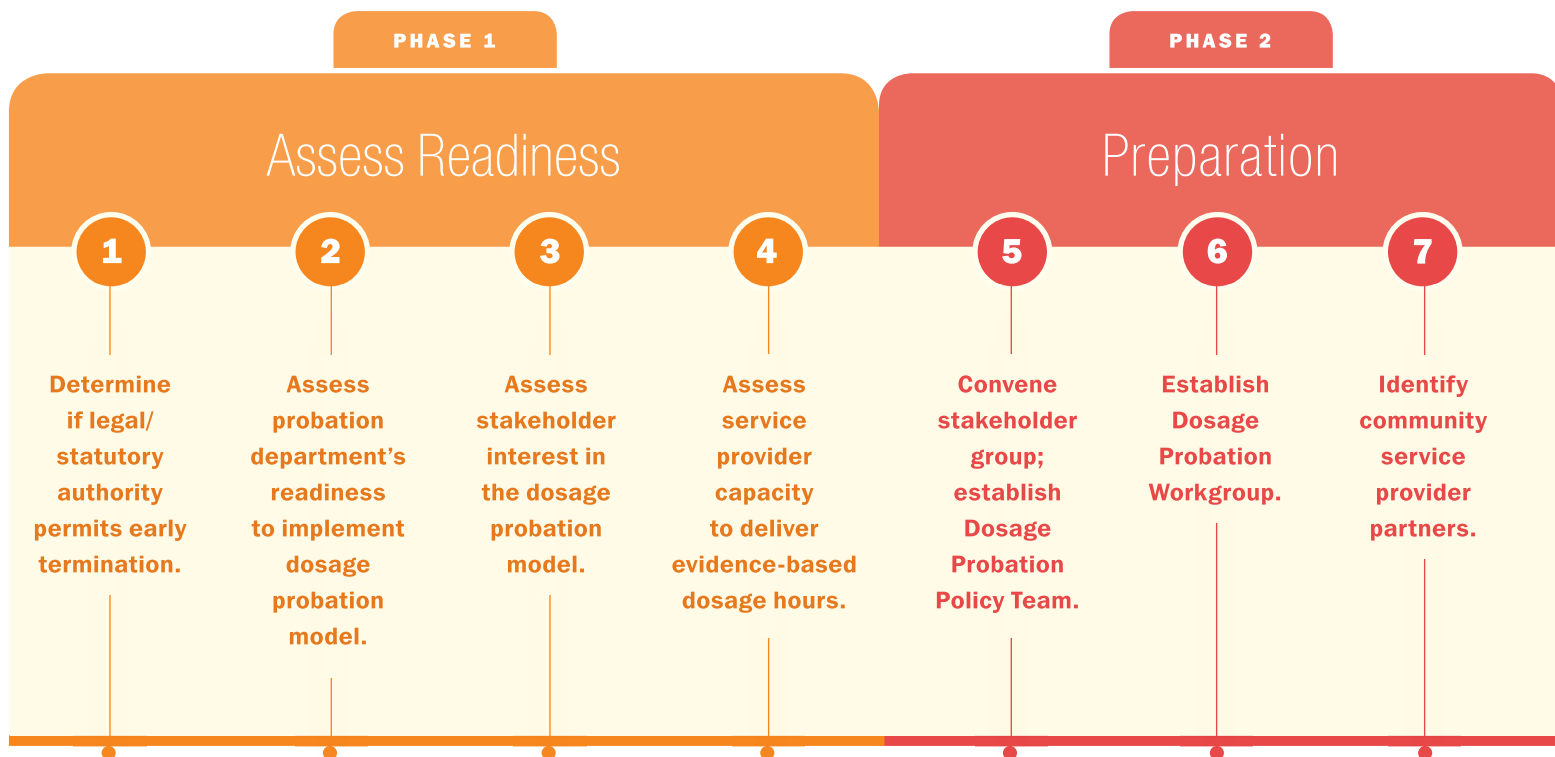 PHASE 1
Assess Readiness
1
Determine
if legal/
statutory
authority
permits early
termination.
2
Assess
probation
department’s
readiness
to implement
dosage
probation
model.
3
Assess
stakeholder
interest in
the dosage
probation
model.
4
Assess
service
provider
capacity
to deliver
evidence-based
dosage hours.
PHASE 2
Preparation
5
Convene
stakeholder
group;
establish
Dosage
Probation
Policy Team.
6
Establish
Dosage
Probation
Workgroup.
7
Identify
community
service
provider
partners.